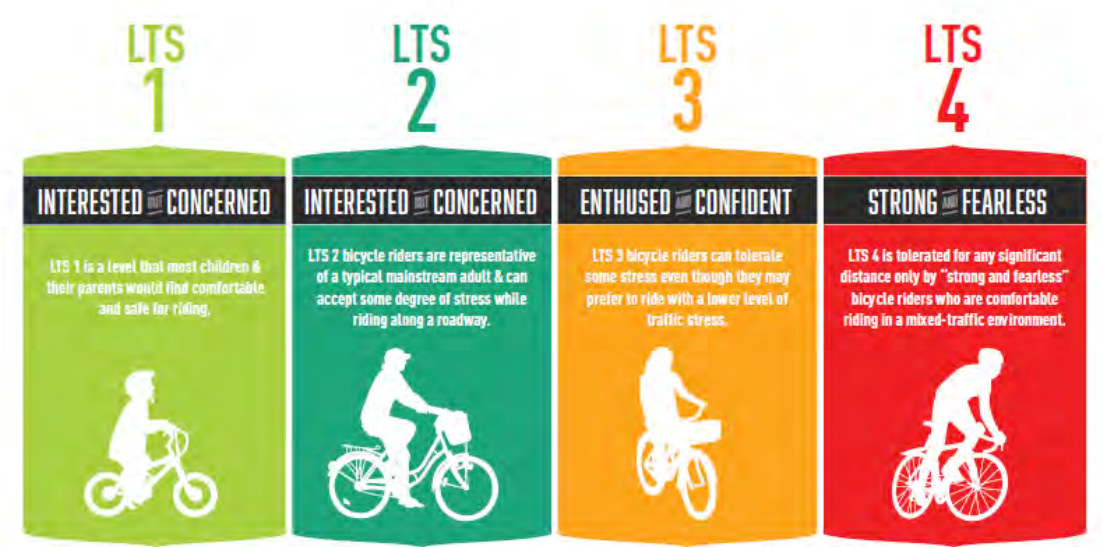 LTS
1
INTERESTED BUT CONCERNED
LTS 1 is a level that most children &
their parents would find comfortable
and safe for riding.
LTS
2
INTERESTED BUT CONCERNED
LTS 2 bicycle riders are representative
of a typical mainstream adult & can
accept some degree of stress while
riding along a roadway.
LTS
3
ENTHUSED AND CONFIDENT
LTS 3 bicycle riders can tolerate
some stress even though they may
prefer to ride with a lower level of
traffic stress.
LTS
4
STRONG AND FEARLESS
LTS 4 is tolerated for any significant
distance only by "strong and fearless"
bicycle riders who are comfortable
riding in a mixed-traffic environment.